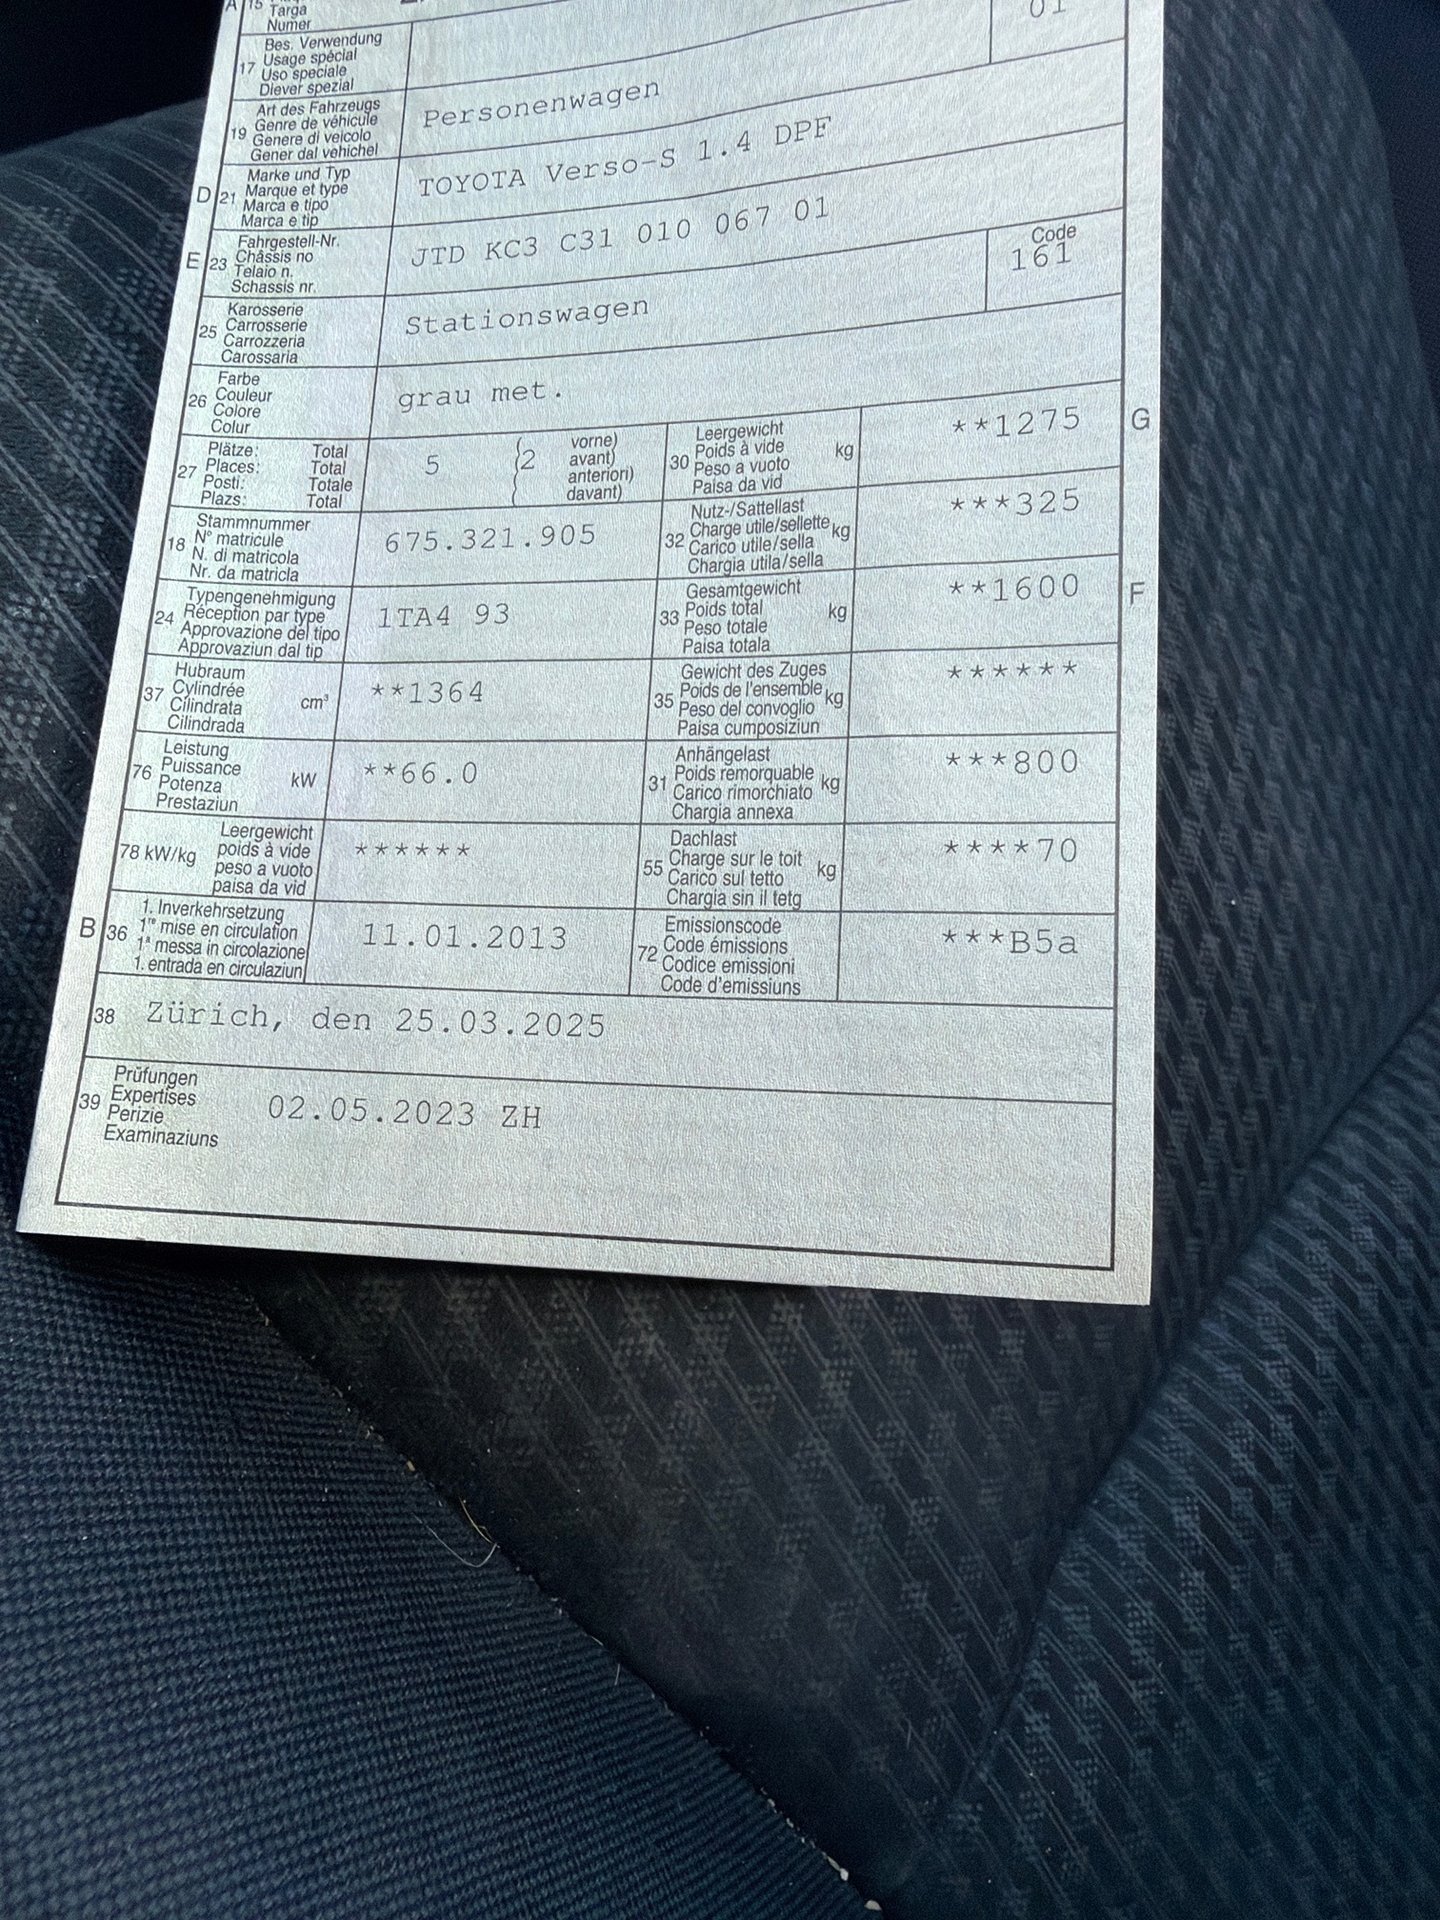 A 15
Targa
Numer
01
17 Bes. Verwendung
Usage spécial
Uso speciale
Diever spezial
19 Art des Fahrzeugs
Genre de véhicule
Genere di veicolo
Gener dal vehichel
Personenwagen
D 21 Marke und Typ
Marque et type
Marca e tipo
Marca e tip
TOYOTA Verso-S 1.4 DPF
E 23 Fahrgestell-Nr.
Châssis no
Telaio n.
Schassis nr.
JTD KC3 C31 010 067 01
25 Karosserie
Carrosserie
Carrozzeria
Carossaria
Stationswagen
Code
161
26 Farbe
Couleur
Colore
Colur
grau met.
27 Plätze: Total
Places: Total
Posti: Totale
Plazs: Total
5 (2 vorne)
avant)
anteriori)
davant)
30 Leergewicht
Poids à vide kg
Peso a vuoto
Paisa da vid
**1275 G
18 Stammnummer
N° matricule
N. di matricola
Nr. da matricla
675.321.905
32 Nutz-/Sattellast
Charge utile/sellette kg
Carico utile/sella
Chargia utila/sella
***325
24 Typengenehmigung
Réception par type
Approvazione del tipo
Approvaziun dal tip
1TA4 93
33 Gesamtgewicht
Poids total kg
Peso totale
Paisa totala
**1600 F
37 Hubraum
Cylindrée
Cilindrata cm³
Cilindrada
**1364
35 Gewicht des Zuges
Poids de l'ensemble kg
Peso del convoglio
Paisa cumposiziun
******
76 Leistung
Puissance
Potenza kW
Prestaziun
**66.0
31 Anhängelast
Poids remorquable kg
Carico rimorchiato
Chargia annexa
***800
78 kW/kg Leergewicht
poids à vide
peso a vuoto
paisa da vid
******
55 Dachlast
Charge sur le toit kg
Carico sul tetto
Chargia sin il tetg
****70
B 36 1. Inverkehrsetzung
1re mise en circulation
1a messa in circolazione
1. entrada en circulaziun
11.01.2013
72 Emissionscode
Code émissions
Codice emissioni
Code d'emissiuns
***B5a
38 Zürich, den 25.03.2025
39 Prüfungen
Expertises
Perizie
Examinaziuns
02.05.2023 ZH